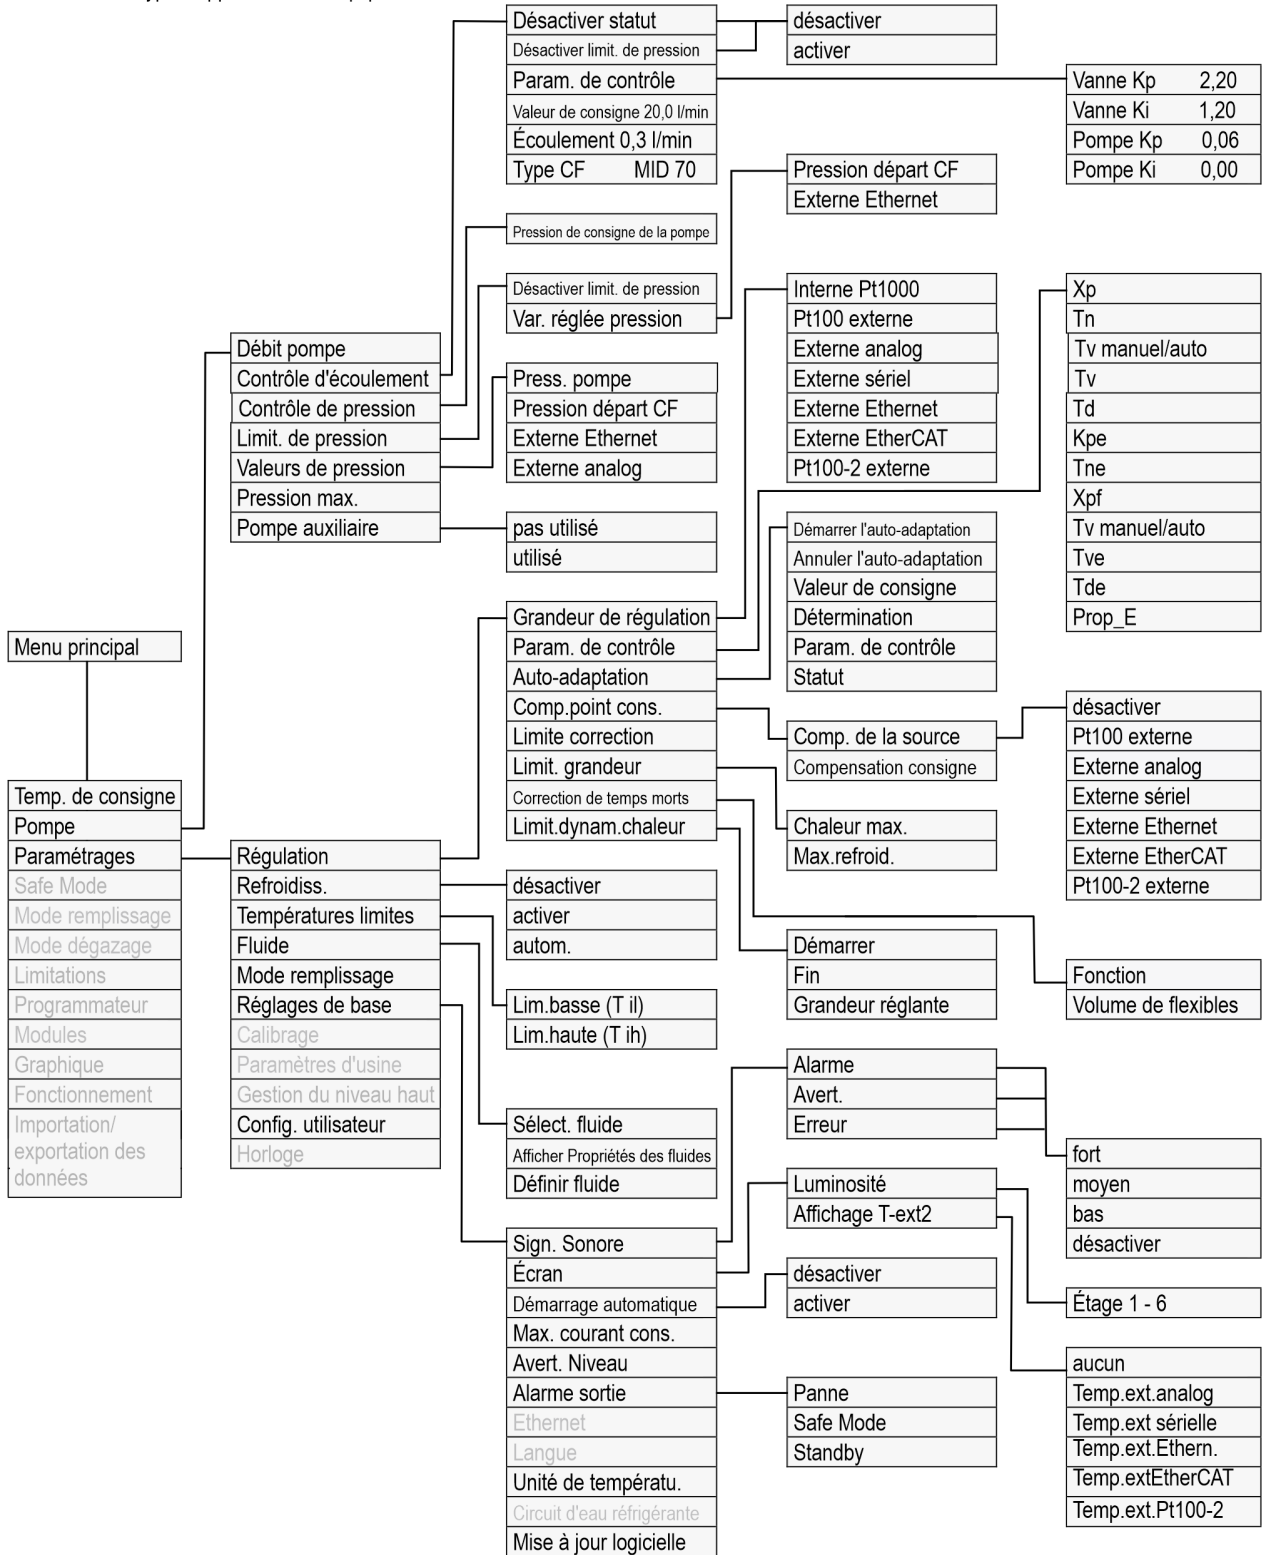 Désactiver statut
Désactiver limit. de pression
Param. de contrôle
Valeur de consigne 20,0 l/min
Écoulement 0,3 l/min
Type CF MID 70
désactiver
activer
Vanne Kp 2,20
Vanne Ki 1,20
Pompe Kp 0,06
Pompe Ki 0,00
Pression départ CF
Externe Ethernet
Pression de consigne de la pompe
Désactiver limit. de pression
Var. réglée pression
Interne Pt1000
Pt100 externe
Externe analog
Externe sériel
Externe Ethernet
Externe EtherCAT
Pt100-2 externe
Xp
Tn
Tv manuel/auto
Tv
Td
Kpe
Tne
Xpf
Tv manuel/auto
Tve
Tde
Prop_E
Débit pompe
Contrôle d'écoulement
Contrôle de pression
Limit. de pression
Valeurs de pression
Pression max.
Pompe auxiliaire
Press. pompe
Pression départ CF
Externe Ethernet
Externe analog
pas utilisé
utilisé
Démarrer l'auto-adaptation
Annuler l'auto-adaptation
Valeur de consigne
Détermination
Param. de contrôle
Statut
Grandeur de régulation
Param. de contrôle
Auto-adaptation
Comp.point cons.
Limite correction
Limit. grandeur
Correction de temps morts
Limit.dynam.chaleur
Menu principal
Comp. de la source
Compensation consigne
désactiver
Pt100 externe
Externe analog
Externe sériel
Externe Ethernet
Externe EtherCAT
Pt100-2 externe
Chaleur max.
Max.refroid.
Temp. de consigne
Pompe
Paramétrages
Safe Mode
Mode remplissage
Mode dégazage
Limitations
Programmateur
Modules
Graphique
Fonctionnement
Importation/
exportation des
données
Régulation
Refroidiss.
Températures limites
Fluide
Mode remplissage
Réglages de base
Calibrage
Paramètres d'usine
Gestion du niveau haut
Config. utilisateur
Horloge
désactiver
activer
autom.
Démarrer
Fin
Grandeur réglante
Fonction
Volume de flexibles
Lim.basse (T il)
Lim.haute (T ih)
Alarme
Avert.
Erreur
Sélect. fluide
Afficher Propriétés des fluides
Définir fluide
fort
moyen
bas
désactiver
Luminosité
Affichage T-ext2
Sign. Sonore
Écran
Démarrage automatique
Max. courant cons.
Avert. Niveau
Alarme sortie
Ethernet
Langue
Unité de températu.
Circuit d'eau réfrigérante
Mise à jour logicielle
désactiver
activer
Étage 1 - 6
Panne
Safe Mode
Standby
aucun
Temp.ext.analog
Temp.ext sérielle
Temp.ext.Ethern.
Temp.extEtherCAT
Temp.ext.Pt100-2